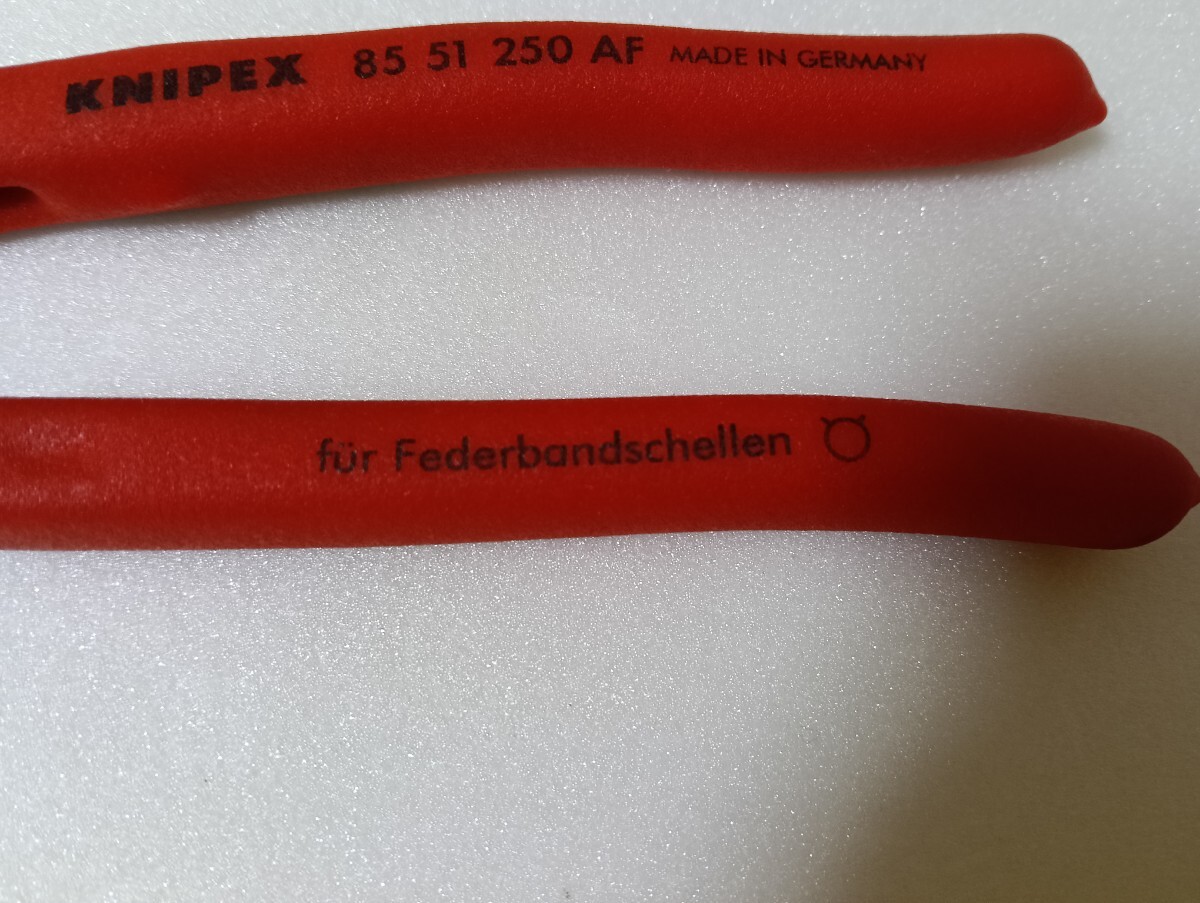 KNIPEX 85 51 250 AF MADE IN GERMANY
für Federbandschellen